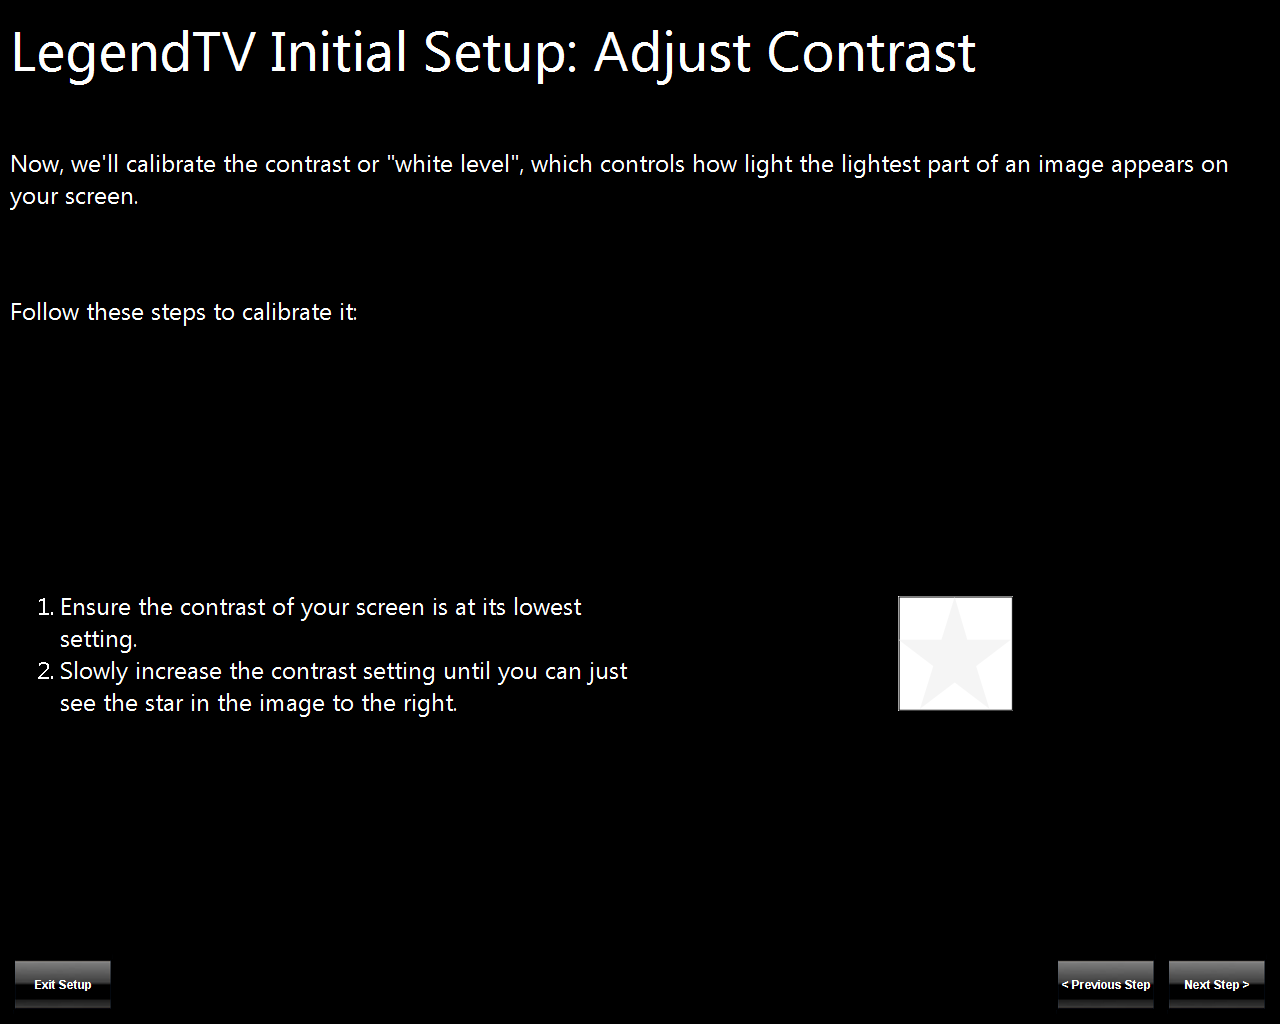 LegendTV Initial Setup: Adjust Contrast
Now, we'll calibrate the contrast or "white level", which controls how light the lightest part of an image appears on
your screen.
Follow these steps to calibrate it:
1. Ensure the contrast of your screen is at its lowest
setting.
2. Slowly increase the contrast setting until you can just
see the star in the image to the right.
Exit Setup
< Previous Step
Next Step >